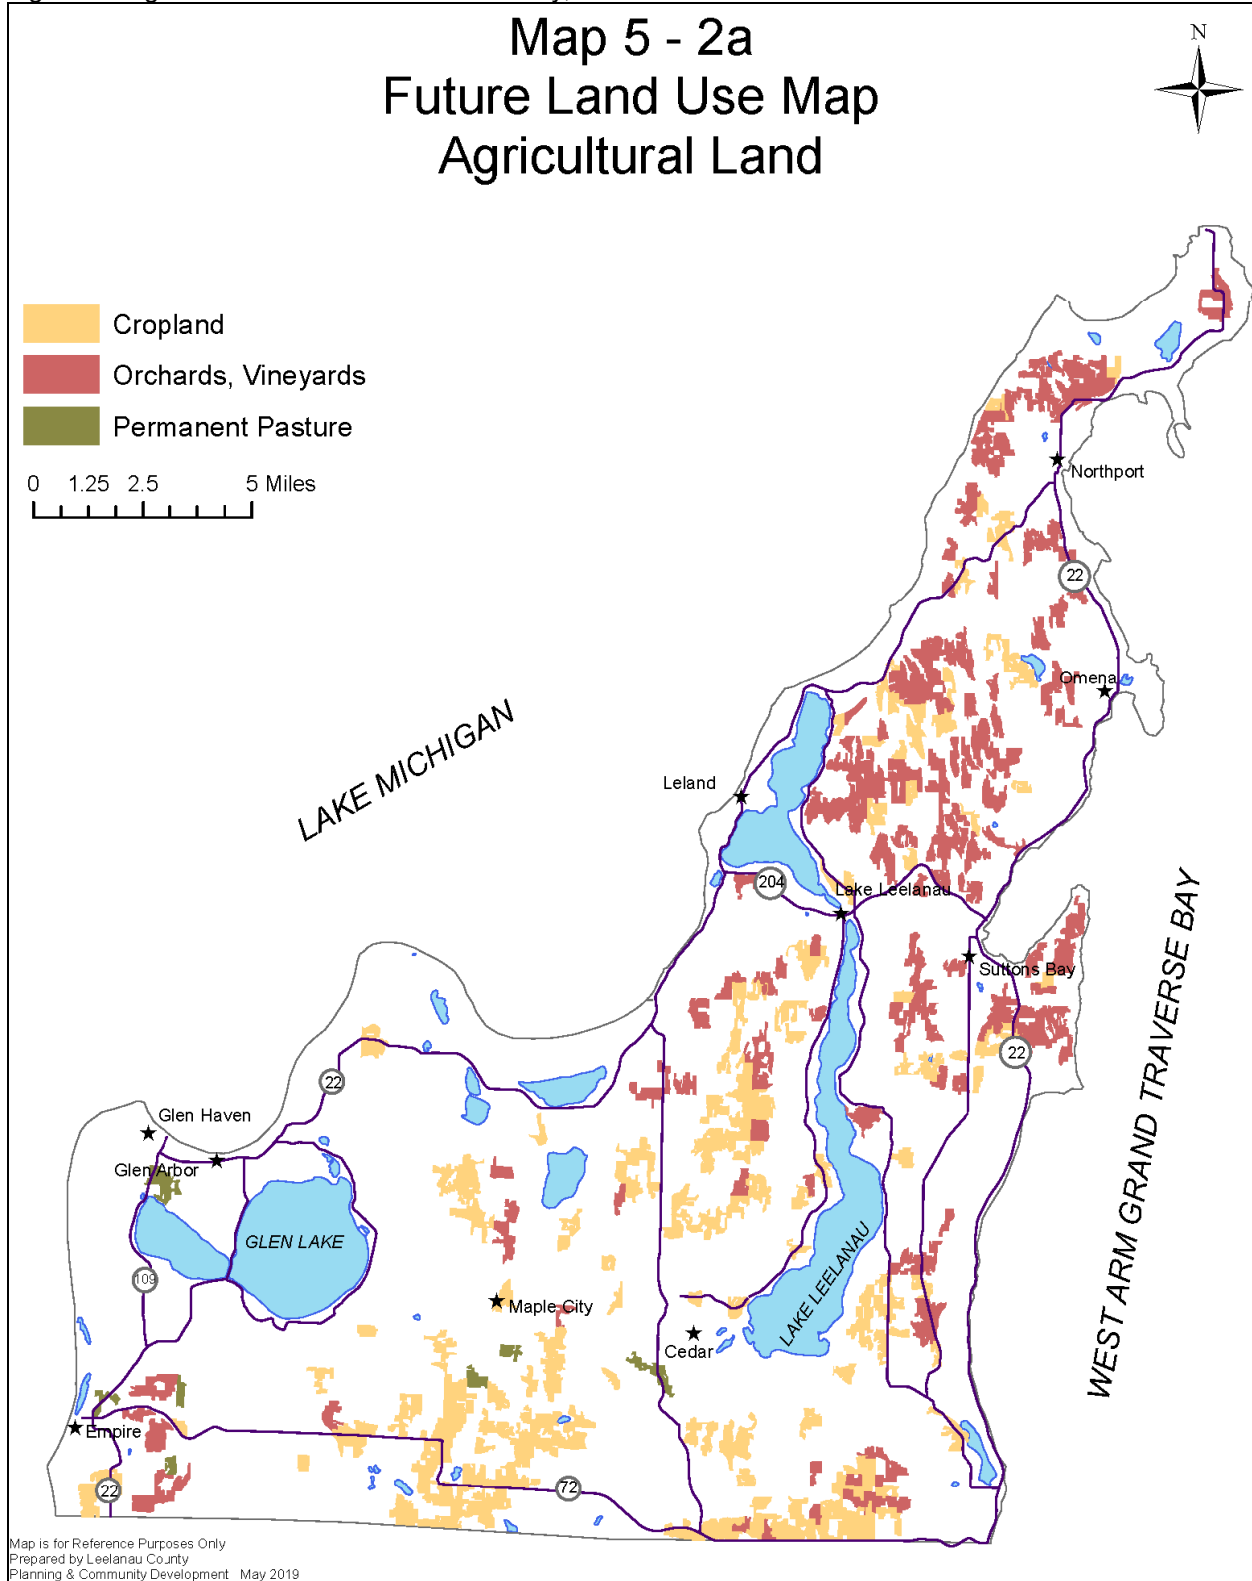 Map 5 - 2a
Future Land Use Map
Agricultural Land
N
Cropland
Orchards, Vineyards
Permanent Pasture
0 1.25 2.5 5 Miles
Northport
22
Omena
LAKE MICHIGAN
Leland
204
Lake Leelanau
Suttons Bay
WEST ARM GRAND TRAVERSE BAY
22
22
Glen Haven
Glen Arbor
GLEN LAKE
LAKE LEELANAU
109
Maple City
Cedar
Empire
22
72
Map is for Reference Purposes Only
Prepared by Leelanau County
Planning & Community Development May 2019